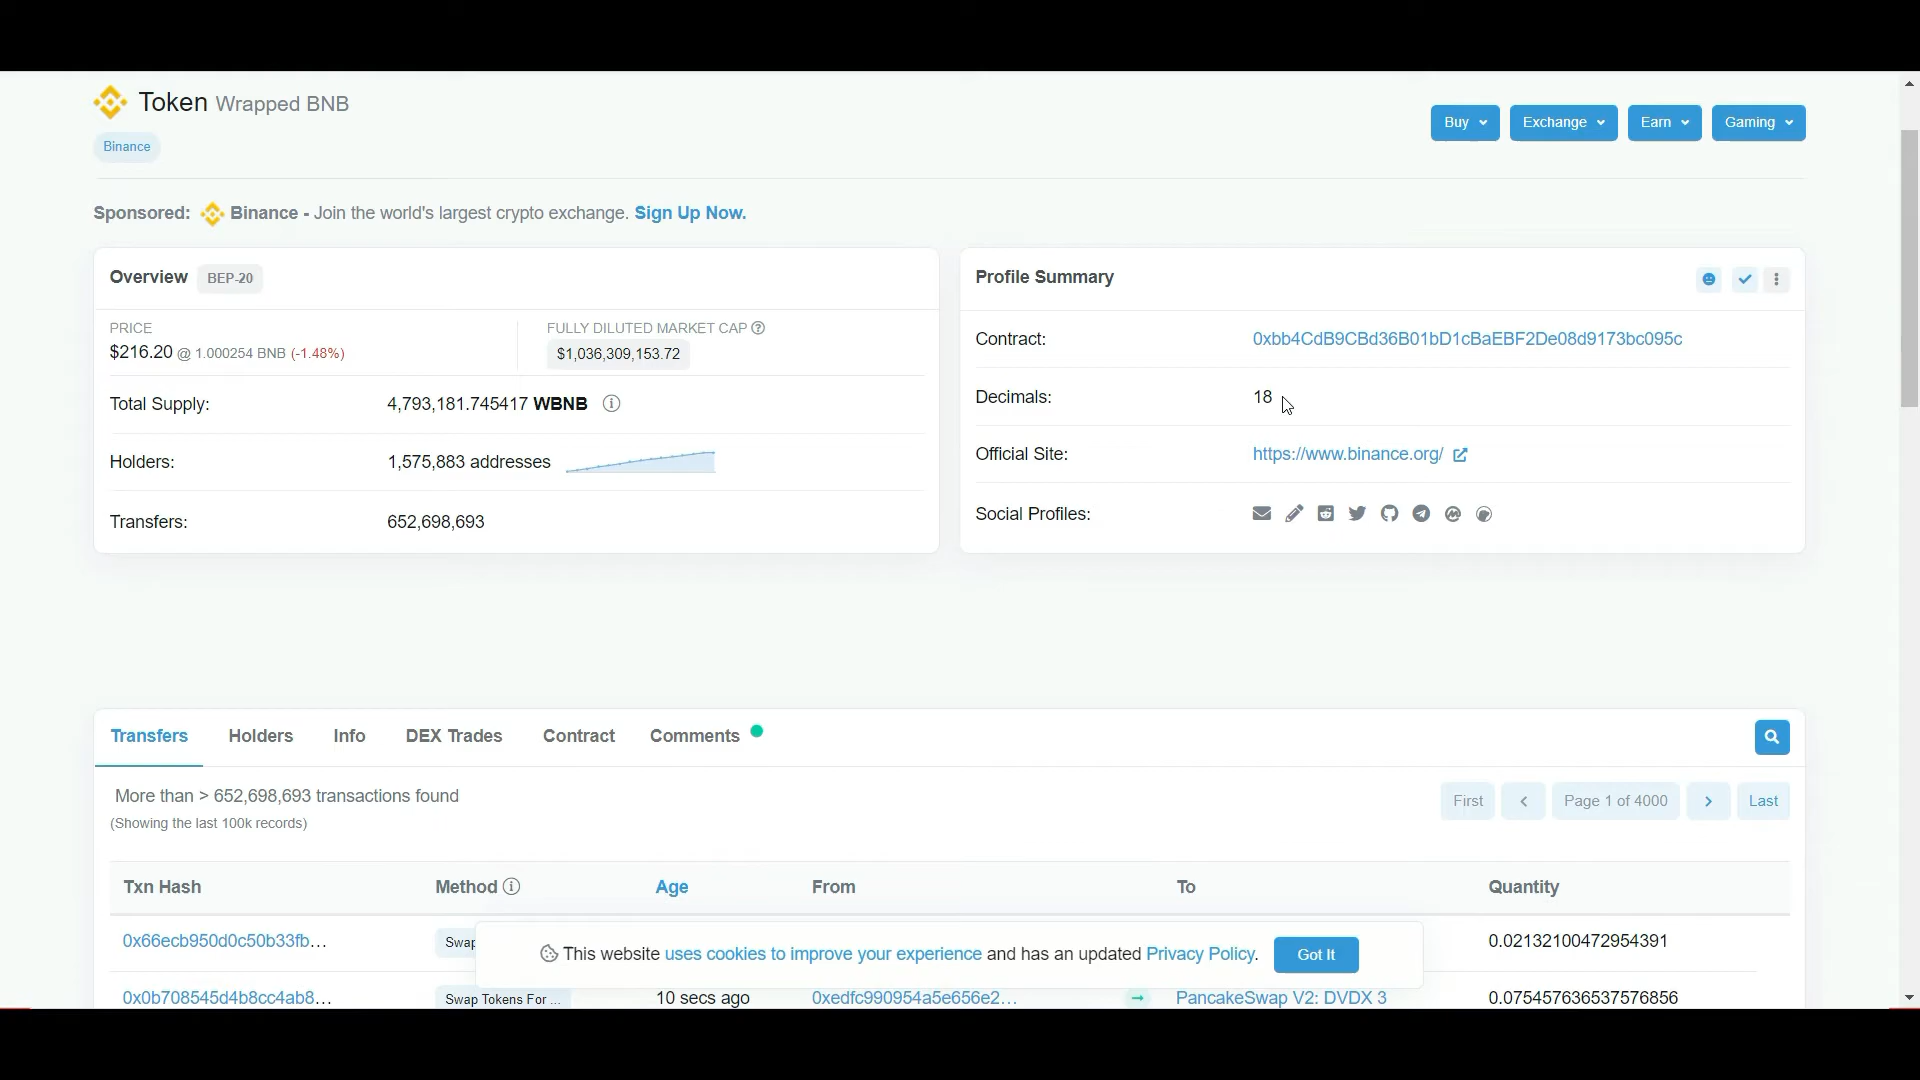 Token Wrapped BNB
Binance
Buy Exchange Earn Gaming
Sponsored: Binance - Join the world's largest crypto exchange. Sign Up Now.
Overview BEP-20
PRICE
$216.20 @ 1.000254 BNB (-1.48%)
FULLY DILUTED MARKET CAP
$1,036,309,153.72
Total Supply: 4,793,181.745417 WBNB
Holders: 1,575,883 addresses
Transfers: 652,698,693
Profile Summary
Contract: 0xbb4CdB9CBd36B01bD1cBaEBF2De08d9173bc095c
Decimals: 18
Official Site: https://www.binance.org/
Social Profiles:
Transfers Holders Info DEX Trades Contract Comments
More than > 652,698,693 transactions found
(Showing the last 100k records)
First Page 1 of 4000 Last
Txn Hash Method Age From To Quantity
0x66ecb950d0c50b33fb... Swap 0.02132100472954391
This website uses cookies to improve your experience and has an updated Privacy Policy. Got It
0x0b708545d4b8cc4ab8... Swap Tokens For ... 10 secs ago 0xedfc990954a5e656e2... PancakeSwap V2: DVDX 3 0.075457636537576856